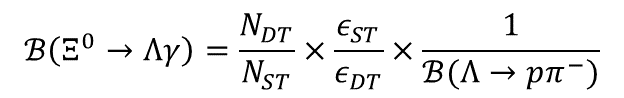 ℬ(Ξ⁰ → Λγ) = N_DT / N_ST × ϵ_ST / ϵ_DT × 1 / ℬ(Λ → pπ⁻)